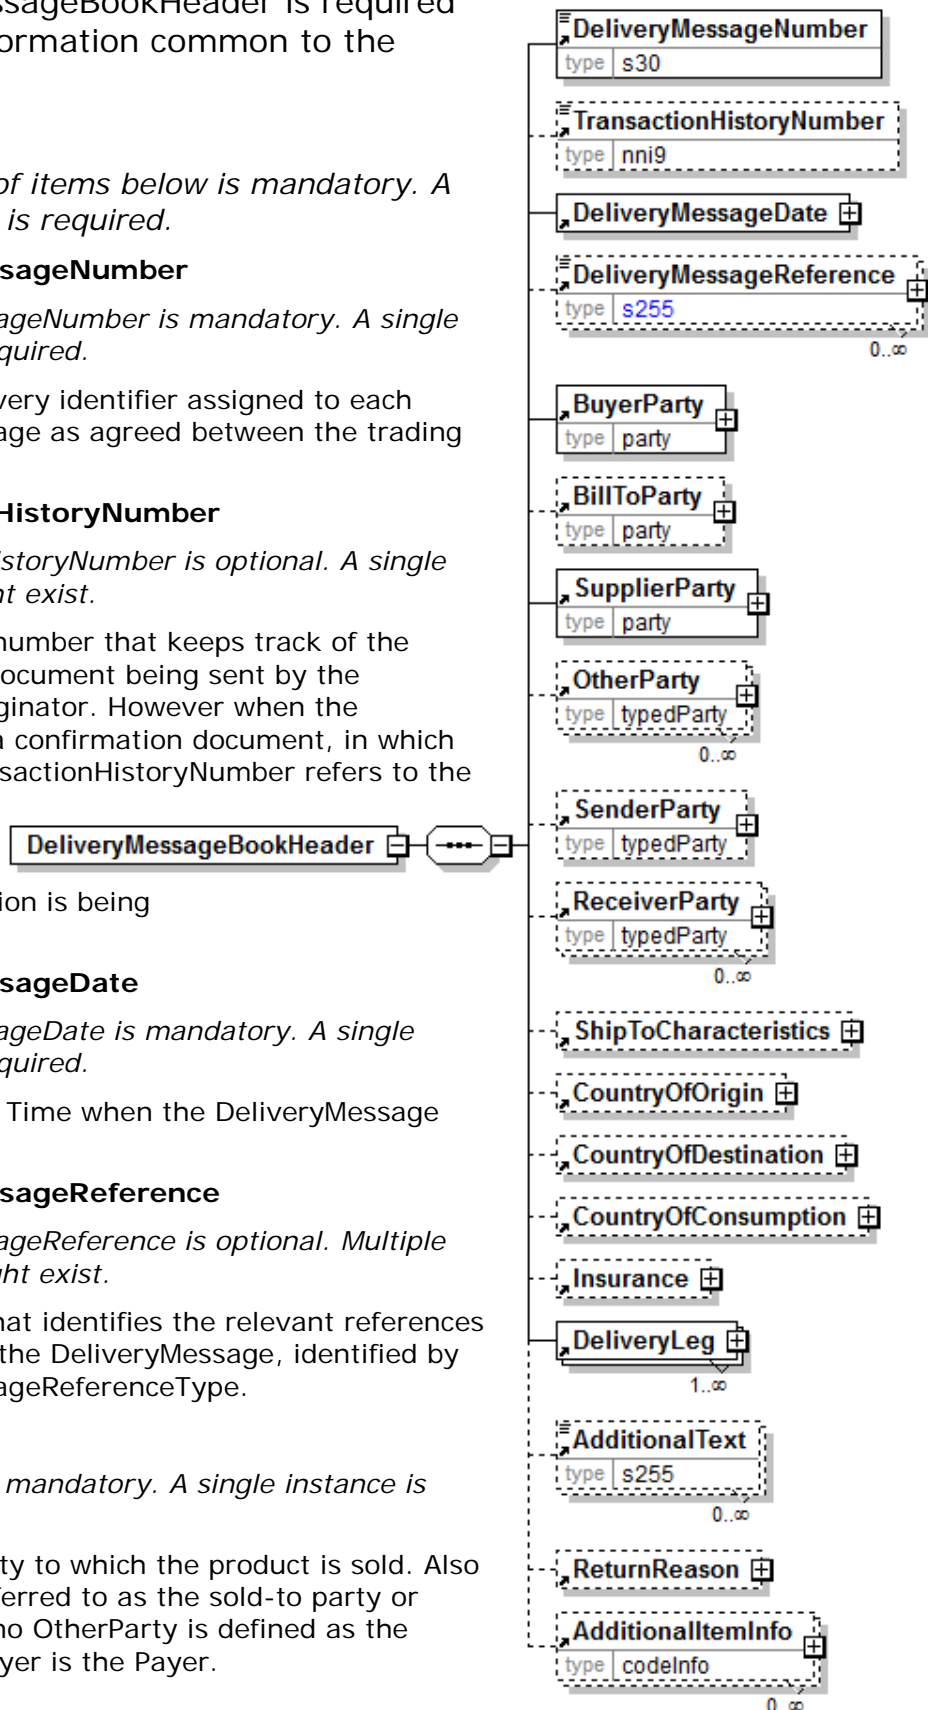 ssageBookHeader is required
formation common to the
of items below is mandatory. A
is required.
ssageNumber
ageNumber is mandatory. A single
quired.
very identifier assigned to each
age as agreed between the trading
HistoryNumber
istoryNumber is optional. A single
ht exist.
number that keeps track of the
ocument being sent by the
ginator. However when the
a confirmation document, in which
sactionHistoryNumber refers to the
DeliveryMessageBookHeader
ion is being
ssageDate
ageDate is mandatory. A single
quired.
Time when the DeliveryMessage
ssageReference
ageReference is optional. Multiple
ght exist.
hat identifies the relevant references
the DeliveryMessage, identified by
ageReferenceType.
mandatory. A single instance is
ty to which the product is sold. Also
ferred to as the sold-to party or
no OtherParty is defined as the
yer is the Payer.
DeliveryMessageNumber
type s30
TransactionHistoryNumber
type nni9
DeliveryMessageDate
DeliveryMessageReference
type s255
0..∞
BuyerParty
type party
BillToParty
type party
SupplierParty
type party
OtherParty
type typedParty
0..∞
SenderParty
type typedParty
ReceiverParty
type typedParty
0..∞
ShipToCharacteristics
CountryOfOrigin
CountryOfDestination
CountryOfConsumption
Insurance
DeliveryLeg
1..∞
AdditionalText
type s255
0..∞
ReturnReason
AdditionalItemInfo
type codeInfo
0..∞